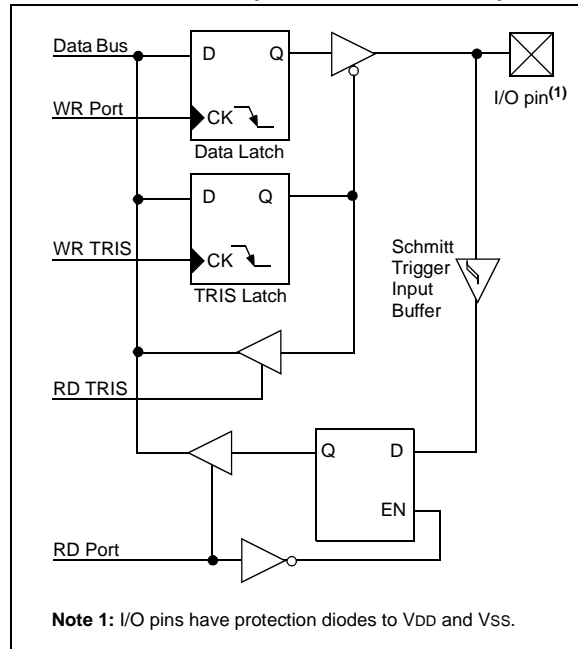 Data Bus
D Q
I/O pin(1)
WR Port
CK
Data Latch
D Q
WR TRIS
CK
TRIS Latch
Schmitt
Trigger
Input
Buffer
RD TRIS
Q D
EN
RD Port
Note 1: I/O pins have protection diodes to VDD and VSS.